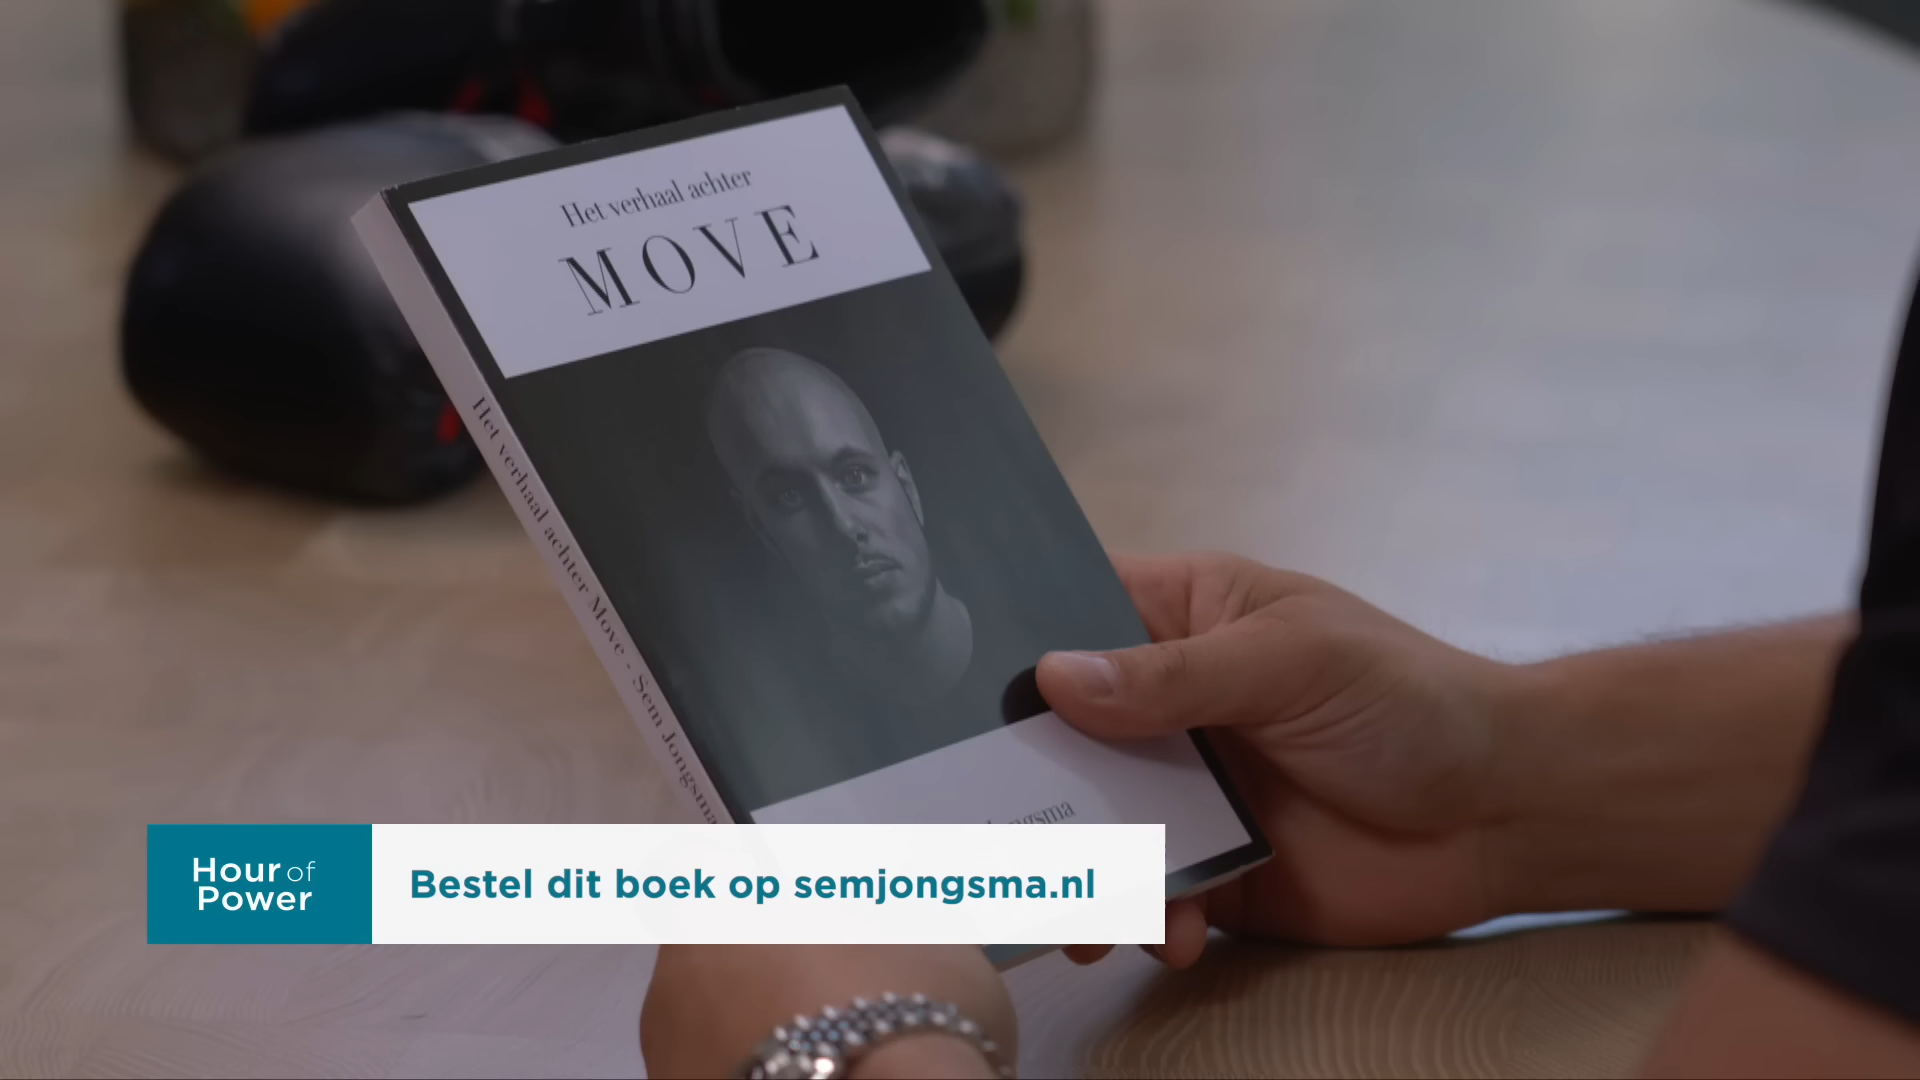 Het verhaal achter
MOVE
Het verhaal achter Move - Sem Jongsma
Hour of
Power
Bestel dit boek op semjongsma.nl